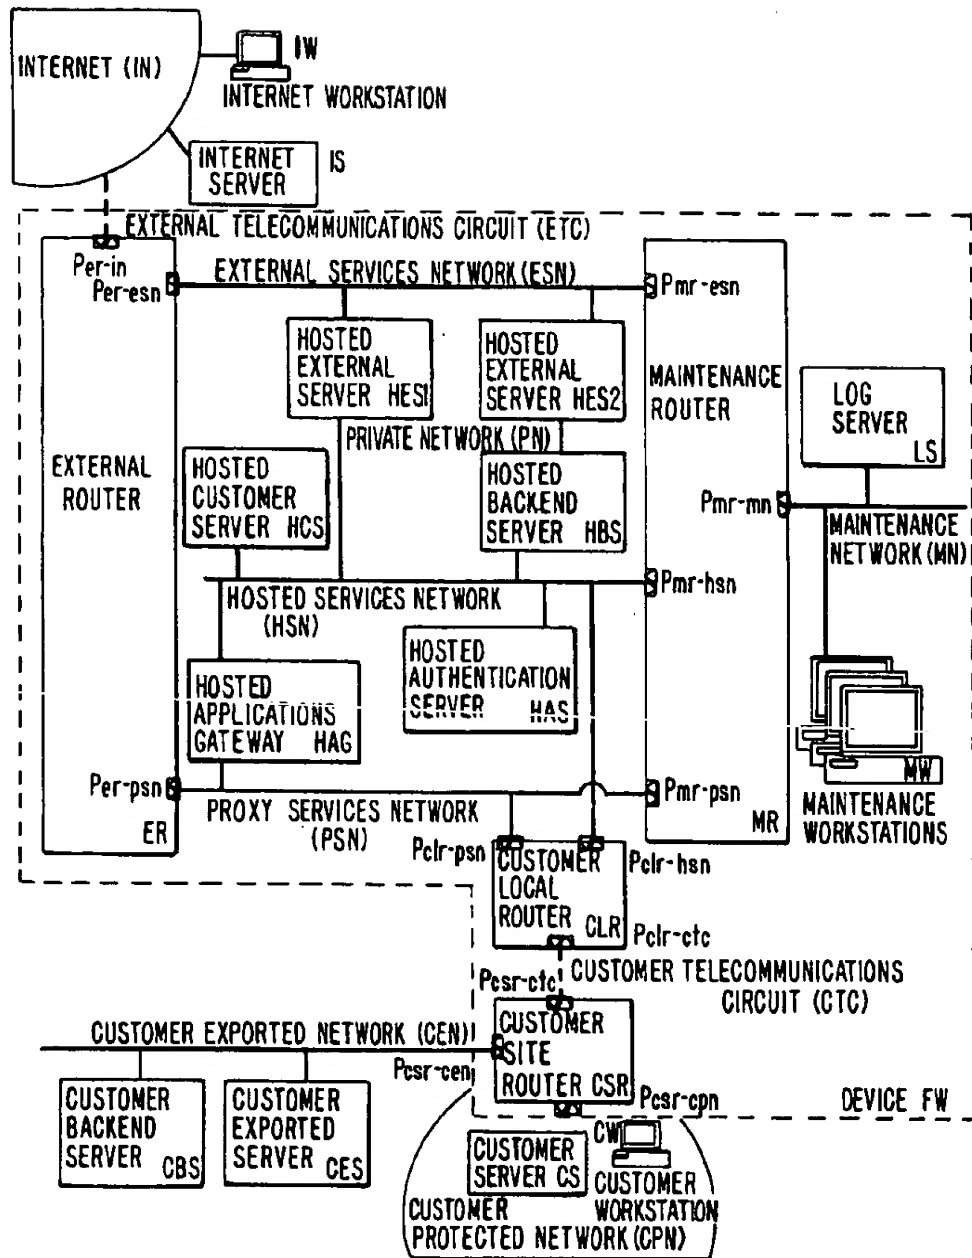 INTERNET (IN)
IW
INTERNET WORKSTATION
INTERNET
SERVER
IS
EXTERNAL TELECOMMUNICATIONS CIRCUIT (ETC)
Per-in
Per-esn
EXTERNAL SERVICES NETWORK (ESN)
Pmr-esn
HOSTED
EXTERNAL
SERVER HES1
HOSTED
EXTERNAL
SERVER HES2
MAINTENANCE
ROUTER
LOG
SERVER
LS
PRIVATE NETWORK (PN)
EXTERNAL
ROUTER
HOSTED
CUSTOMER
SERVER HCS
HOSTED
BACKEND
SERVER HBS
Pmr-mn
MAINTENANCE
NETWORK (MN)
HOSTED SERVICES NETWORK
(HSN)
Pmr-hsn
HOSTED
AUTHENTICATION
SERVER HAS
HOSTED
APPLICATIONS
GATEWAY HAG
MW
MAINTENANCE
WORKSTATIONS
Per-psn
PROXY SERVICES NETWORK
(PSN)
Pmr-psn
ER
MR
Pclr-psn
Pclr-hsn
CUSTOMER
LOCAL
ROUTER
CLR
Pclr-ctc
Pcsr-ctc
CUSTOMER TELECOMMUNICATIONS
CIRCUIT (CTC)
CUSTOMER EXPORTED NETWORK (CEN)
Pcsr-cen
CUSTOMER
SITE
ROUTER CSR
Pcsr-cpn
DEVICE FW
CUSTOMER
BACKEND
SERVER
CBS
CUSTOMER
EXPORTED
SERVER
CES
CUSTOMER
SERVER CS
CW
CUSTOMER
WORKSTATION
CUSTOMER
PROTECTED NETWORK (CPN)